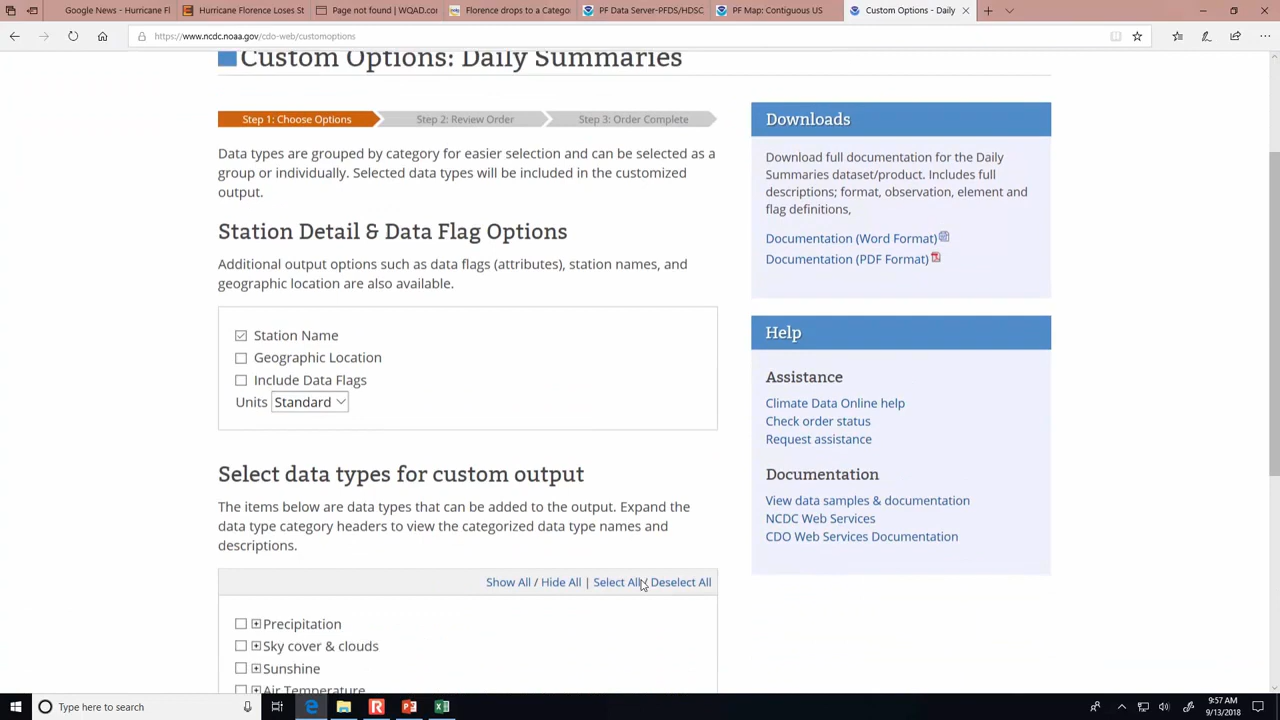 Google News - Hurricane Fl
Hurricane Florence Loses St
Page not found | WQAD.com
Florence drops to a Catego
PF Data Server-PFDS/HDSC
PF Map: Contiguous US
Custom Options - Daily
https://www.ncdc.noaa.gov/cdo-web/customoptions
Custom Options: Daily Summaries
Step 1: Choose Options
Step 2: Review Order
Step 3: Order Complete
Data types are grouped by category for easier selection and can be selected as a
group or individually. Selected data types will be included in the customized
output.
Station Detail & Data Flag Options
Additional output options such as data flags (attributes), station names, and
geographic location are also available.
Station Name
Geographic Location
Include Data Flags
Units Standard
Select data types for custom output
The items below are data types that can be added to the output. Expand the
data type category headers to view the categorized data type names and
descriptions.
Show All / Hide All | Select All / Deselect All
Precipitation
Sky cover & clouds
Sunshine
Air Temperature
Downloads
Download full documentation for the Daily
Summaries dataset/product. Includes full
descriptions; format, observation, element and
flag definitions,
Documentation (Word Format)
Documentation (PDF Format)
Help
Assistance
Climate Data Online help
Check order status
Request assistance
Documentation
View data samples & documentation
NCDC Web Services
CDO Web Services Documentation
Type here to search
9:57 AM
9/13/2018